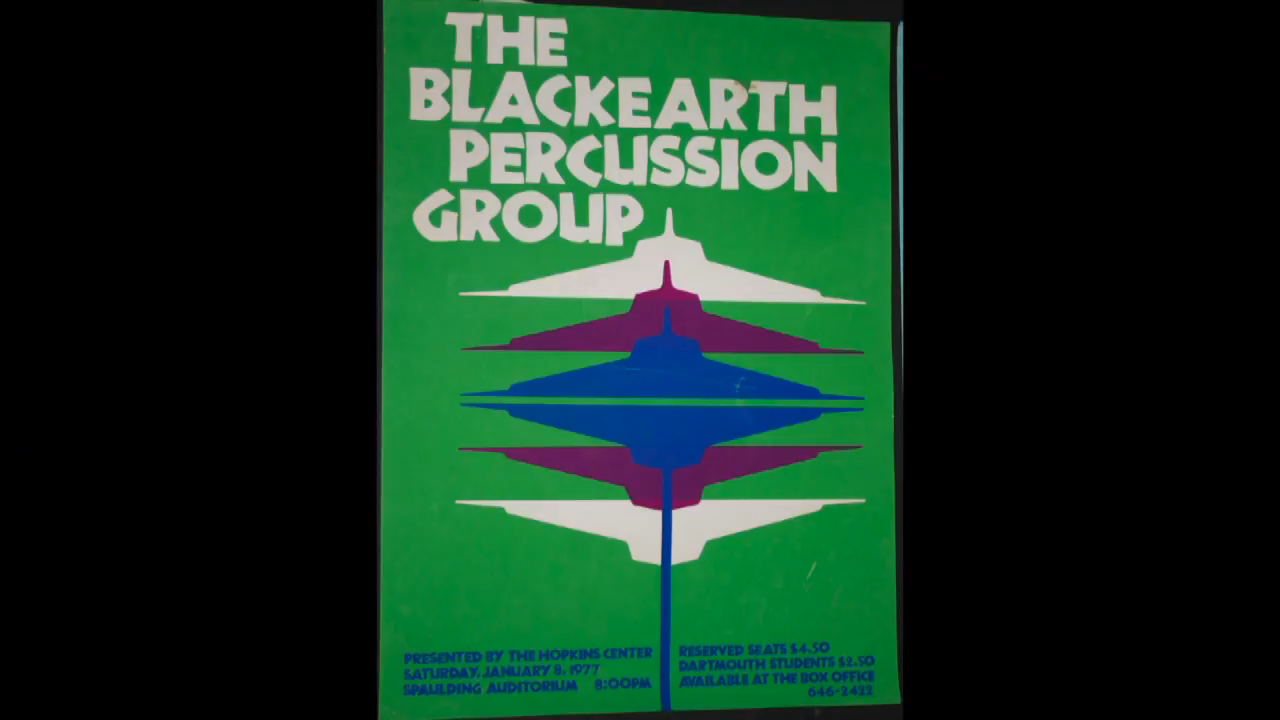 THE
BLACKEARTH
PERCUSSION
GROUP
PRESENTED BY THE HOPKINS CENTER
SATURDAY, JANUARY 8, 1977
SPAULDING AUDITORIUM 8:00PM
RESERVED SEATS $4.50
DARTMOUTH STUDENTS $2.50
AVAILABLE AT THE BOX OFFICE
646-2422